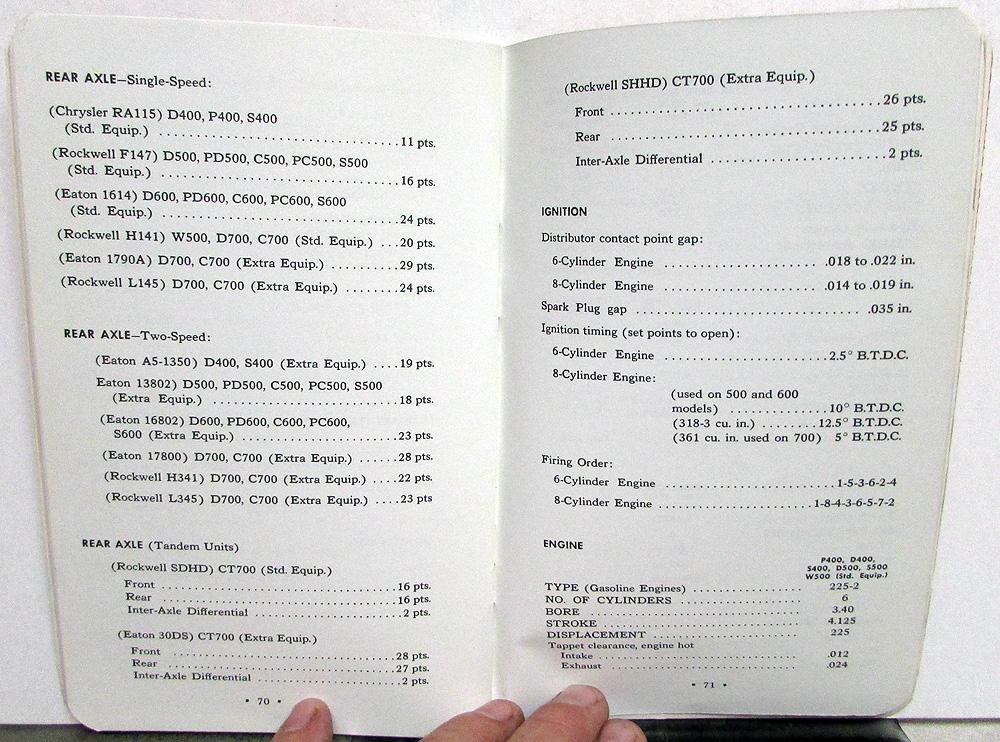 REAR AXLE—Single-Speed:
(Chrysler RA115) D400, P400, S400
(Std. Equip.) ..................................11 pts.
(Rockwell F147) D500, PD500, C500, PC500, S500
(Std. Equip.) ..................................16 pts.
(Eaton 1614) D600, PD600, C600, PC600, S600
(Std. Equip.) ..................................24 pts.
(Rockwell H141) W500, D700, C700 (Std. Equip.) ...20 pts.
(Eaton 1790A) D700, C700 (Extra Equip.) ..........29 pts.
(Rockwell L145) D700, C700 (Extra Equip.) ........24 pts.
REAR AXLE—Two-Speed:
(Eaton A5-1350) D400, S400 (Extra Equip.) ....19 pts.
Eaton 13802) D500, PD500, C500, PC500, S500
(Extra Equip.) ............................18 pts.
(Eaton 16802) D600, PD600, C600, PC600,
S600 (Extra Equip.) .......................23 pts.
(Eaton 17800) D700, C700 (Extra Equip.) .....28 pts.
(Rockwell H341) D700, C700 (Extra Equip.) ....22 pts.
(Rockwell L345) D700, C700 (Extra Equip.) ....23 pts
REAR AXLE (Tandem Units)
(Rockwell SDHD) CT700 (Std. Equip.)
Front .......................................16 pts.
Rear ........................................16 pts.
Inter-Axle Differential .......................2 pts.
(Eaton 30DS) CT700 (Extra Equip.)
Front .......................................28 pts.
Rear ........................................27 pts.
Inter-Axle Differential .......................2 pts.
• 70 •
(Rockwell SHHD) CT700 (Extra Equip.)
Front .......................................26 pts.
Rear ........................................25 pts.
Inter-Axle Differential .......................2 pts.
IGNITION
Distributor contact point gap:
6-Cylinder Engine ...................... .018 to .022 in.
8-Cylinder Engine ...................... .014 to .019 in.
Spark Plug gap ................................ .035 in.
Ignition timing (set points to open):
6-Cylinder Engine .......................2.5° B.T.D.C.
8-Cylinder Engine:
(used on 500 and 600
models) ..............10° B.T.D.C.
(318-3 cu. in.) ........12.5° B.T.D.C.
(361 cu. in. used on 700) 5° B.T.D.C.
Firing Order:
6-Cylinder Engine ........................1-5-3-6-2-4
8-Cylinder Engine .....................1-8-4-3-6-5-7-2
ENGINE
P400, D400,
S400, D500, S500
W500 (Std. Equip.)
TYPE (Gasoline Engines) .................. 225-2
NO. OF CYLINDERS .................. 6
BORE .................................. 3.40
STROKE ................................ 4.125
DISPLACEMENT ...................... 225
Tappet clearance, engine hot
Intake .................................. .012
Exhaust ................................ .024
• 71 •